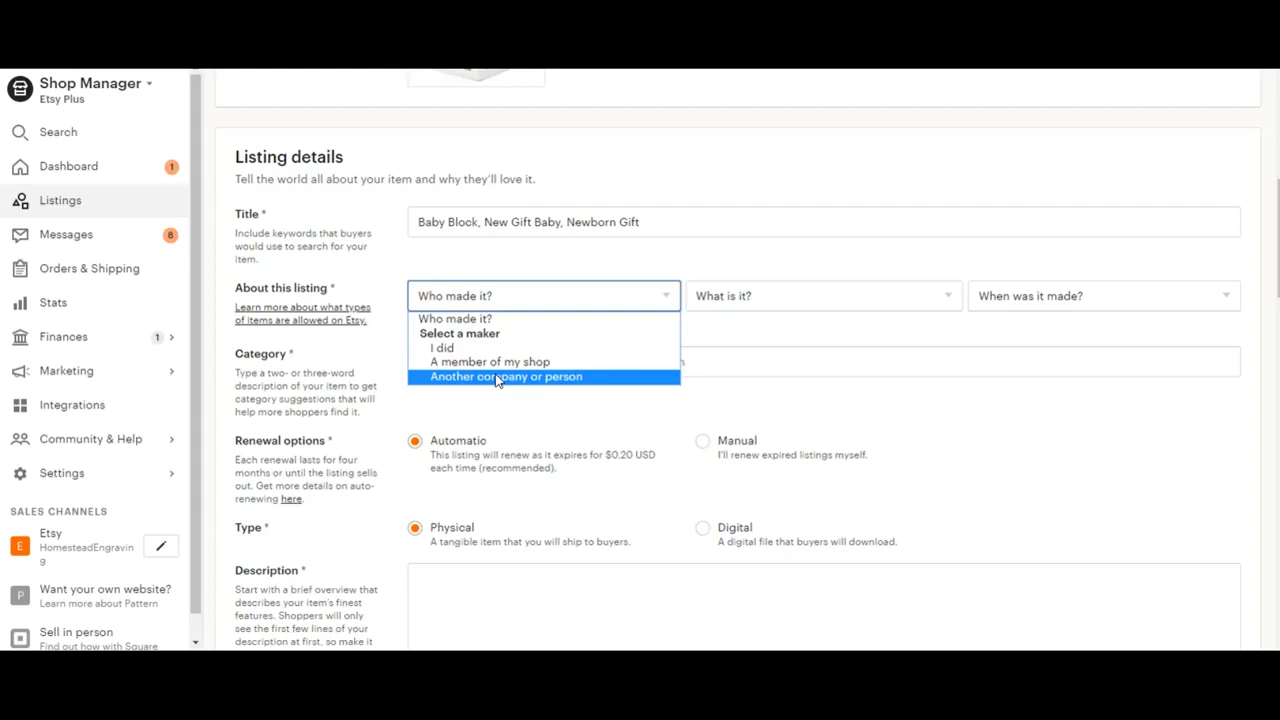 Shop Manager
Etsy Plus
Search
Dashboard
1
Listings
Messages
8
Orders & Shipping
Stats
Finances
1
Marketing
Integrations
Community & Help
Settings
SALES CHANNELS
Etsy
HomesteadEngravin
g
Want your own website?
Learn more about Pattern
Sell in person
Find out how with Square
Listing details
Tell the world all about your item and why they'll love it.
Title *
Include keywords that buyers
would use to search for your
item.
Baby Block, New Gift Baby, Newborn Gift
About this listing *
Learn more about what types
of items are allowed on Etsy.
Who made it?
What is it?
When was it made?
Who made it?
Select a maker
I did
A member of my shop
Another company or person
Category *
Type a two- or three-word
description of your item to get
category suggestions that will
help more shoppers find it.
Renewal options *
Each renewal lasts for four
months or until the listing sells
out. Get more details on auto-
renewing here.
Automatic
This listing will renew as it expires for $0.20 USD
each time (recommended).
Manual
I'll renew expired listings myself.
Type *
Physical
A tangible item that you will ship to buyers.
Digital
A digital file that buyers will download.
Description *
Start with a brief overview that
describes your item's finest
features. Shoppers will only
see the first few lines of your
description at first, so make it